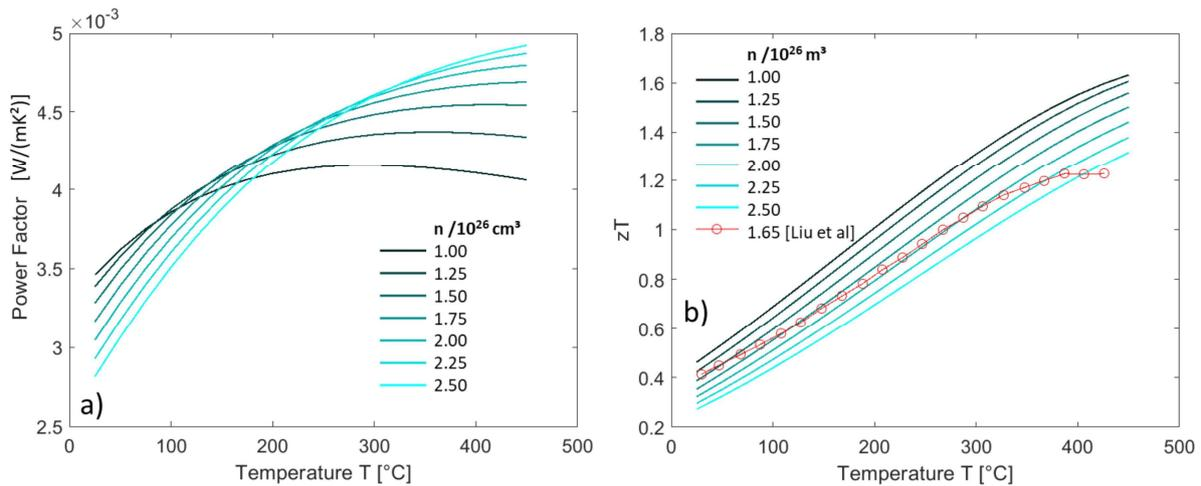 ×10⁻³
5
4.5
4
3.5
3
2.5
Power Factor [W/(mK²)]
n /10²⁶ cm³
1.00
1.25
1.50
1.75
2.00
2.25
2.50
a)
0 100 200 300 400 500
Temperature T [°C]
1.8
1.6
1.4
1.2
1
0.8
0.6
0.4
0.2
zT
n /10²⁶ m³
1.00
1.25
1.50
1.75
2.00
2.25
2.50
1.65 [Liu et al]
b)
0 100 200 300 400 500
Temperature T [°C]